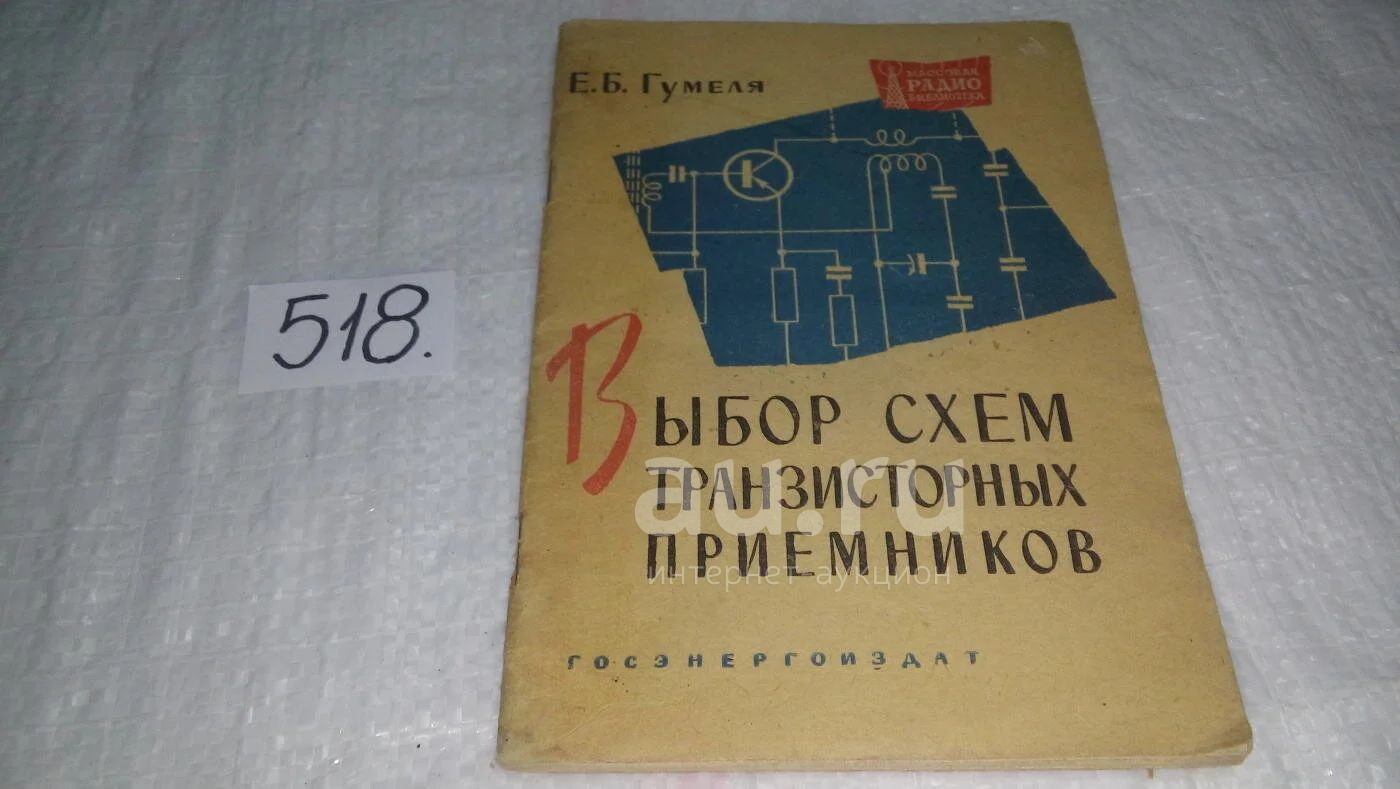 Е.Б. Гумеля
МАССОВАЯ
РАДИО
БИБЛИОТЕКА
518.
ВЫБОР СХЕМ
ТРАНЗИСТОРНЫХ
ПРИЕМНИКОВ
au.ru
интернет аукцион
ГОСЭНЕРГОИЗДАТ